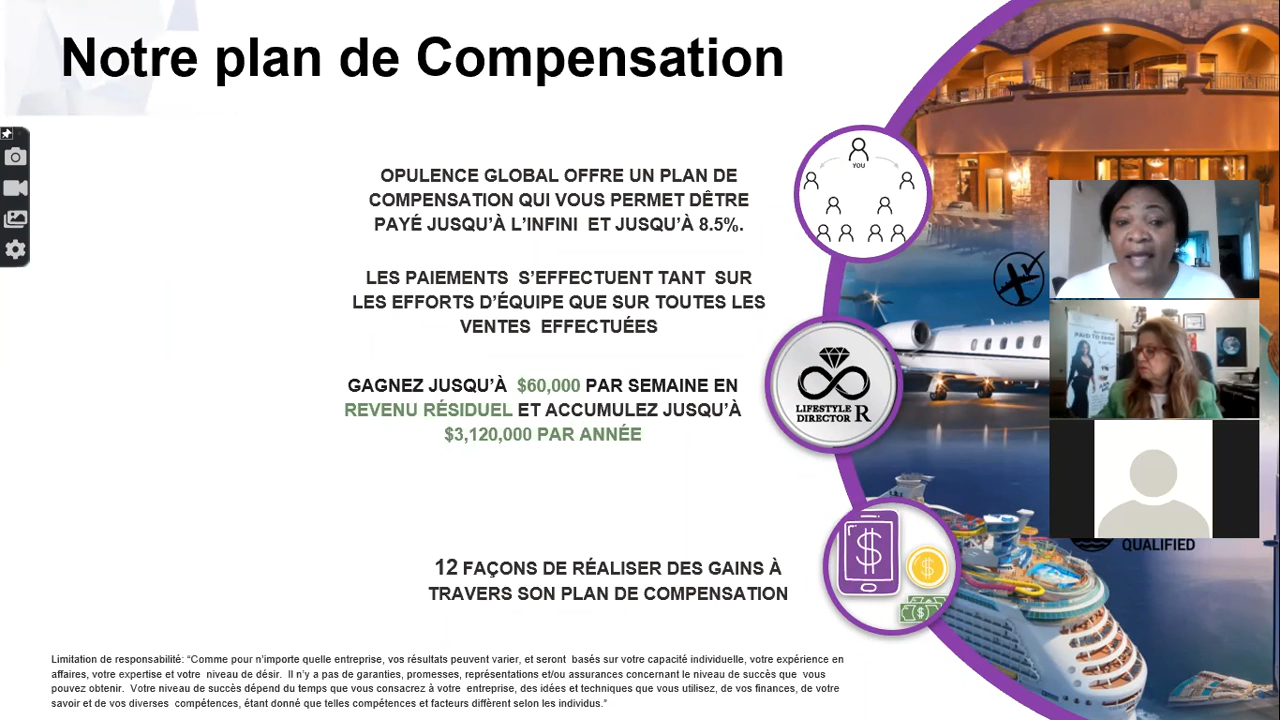 Notre plan de Compensation
OPULENCE GLOBAL OFFRE UN PLAN DE
COMPENSATION QUI VOUS PERMET DÊTRE
PAYÉ JUSQU’À L’INFINI ET JUSQU’À 8.5%.
LES PAIEMENTS S’EFFECTUENT TANT SUR
LES EFFORTS D’ÉQUIPE QUE SUR TOUTES LES
VENTES EFFECTUÉES
GAGNEZ JUSQU’À $60,000 PAR SEMAINE EN
REVENU RÉSIDUEL ET ACCUMULEZ JUSQU’À
$3,120,000 PAR ANNÉE
12 FAÇONS DE RÉALISER DES GAINS À
TRAVERS SON PLAN DE COMPENSATION
YOU
LIFESTYLE
DIRECTOR R
PAID TO
QUALIFIED
Limitation de responsabilité: “Comme pour n’importe quelle entreprise, vos résultats peuvent varier, et seront basés sur votre capacité individuelle, votre expérience en
affaires, votre expertise et votre niveau de désir. Il n’y a pas de garanties, promesses, représentations et/ou assurances concernant le niveau de succès que vous
pouvez obtenir. Votre niveau de succès dépend du temps que vous consacrez à votre entreprise, des idées et techniques que vous utilisez, de vos finances, de votre
savoir et de vos diverses compétences, étant donné que telles compétences et facteurs diffèrent selon les individus.”